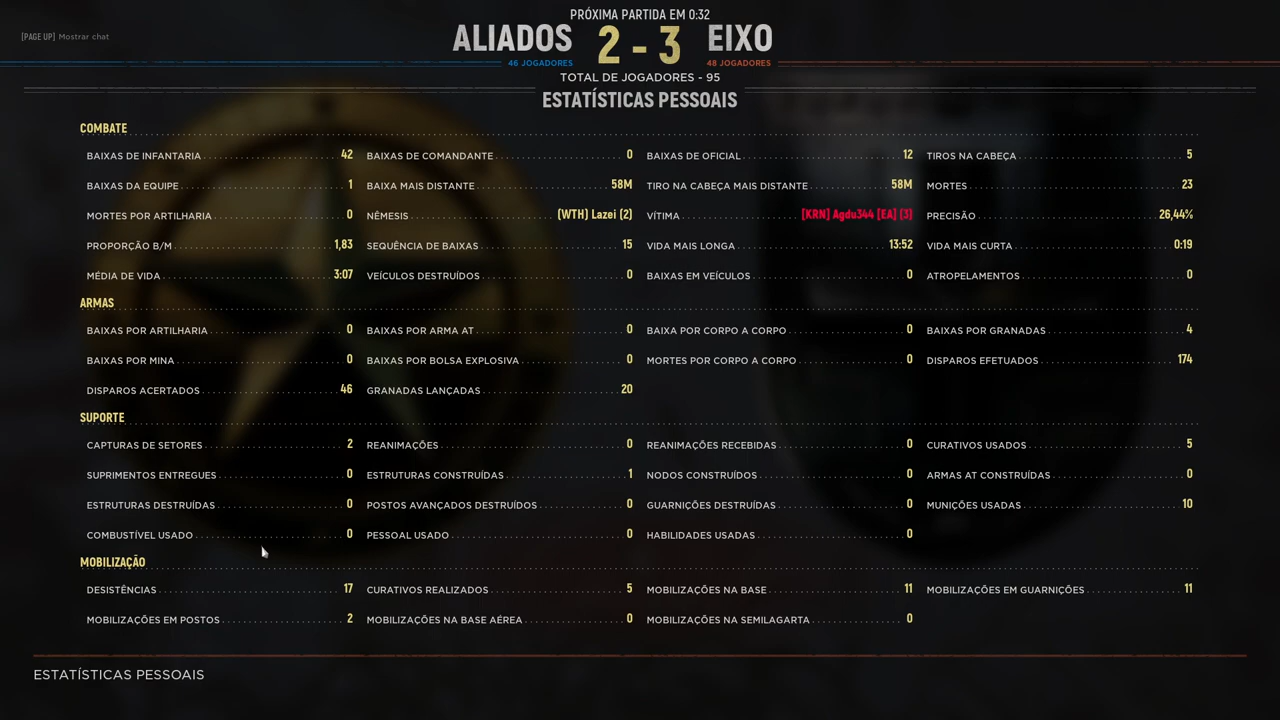 PRÓXIMA PARTIDA EM 0:32
[PAGE UP] Mostrar chat
ALIADOS 2 - 3 EIXO
46 JOGADORES 48 JOGADORES
TOTAL DE JOGADORES - 95
ESTATÍSTICAS PESSOAIS
COMBATE
BAIXAS DE INFANTARIA 42 BAIXAS DE COMANDANTE 0 BAIXAS DE OFICIAL 12 TIROS NA CABEÇA 5
BAIXAS DA EQUIPE 1 BAIXA MAIS DISTANTE 58M TIRO NA CABEÇA MAIS DISTANTE 58M MORTES 23
MORTES POR ARTILHARIA 0 NÊMESIS (WTH) Lazei (2) VÍTIMA [KRN] Agdu344 [EA] (3) PRECISÃO 26,44%
PROPORÇÃO B/M 1,83 SEQUÊNCIA DE BAIXAS 15 VIDA MAIS LONGA 13:52 VIDA MAIS CURTA 0:19
MÉDIA DE VIDA 3:07 VEÍCULOS DESTRUÍDOS 0 BAIXAS EM VEÍCULOS 0 ATROPELAMENTOS 0
ARMAS
BAIXAS POR ARTILHARIA 0 BAIXAS POR ARMA AT 0 BAIXA POR CORPO A CORPO 0 BAIXAS POR GRANADAS 4
BAIXAS POR MINA 0 BAIXAS POR BOLSA EXPLOSIVA 0 MORTES POR CORPO A CORPO 0 DISPAROS EFETUADOS 174
DISPAROS ACERTADOS 46 GRANADAS LANÇADAS 20
SUPORTE
CAPTURAS DE SETORES 2 REANIMAÇÕES 0 REANIMAÇÕES RECEBIDAS 0 CURATIVOS USADOS 5
SUPRIMENTOS ENTREGUES 0 ESTRUTURAS CONSTRUÍDAS 1 NODOS CONSTRUÍDOS 0 ARMAS AT CONSTRUÍDAS 0
ESTRUTURAS DESTRUÍDAS 0 POSTOS AVANÇADOS DESTRUÍDOS 0 GUARNIÇÕES DESTRUÍDAS 0 MUNIÇÕES USADAS 10
COMBUSTÍVEL USADO 0 PESSOAL USADO 0 HABILIDADES USADAS 0
MOBILIZAÇÃO
DESISTÊNCIAS 17 CURATIVOS REALIZADOS 5 MOBILIZAÇÕES NA BASE 11 MOBILIZAÇÕES EM GUARNIÇÕES 11
MOBILIZAÇÕES EM POSTOS 2 MOBILIZAÇÕES NA BASE AÉREA 0 MOBILIZAÇÕES NA SEMILAGARTA 0
ESTATÍSTICAS PESSOAIS